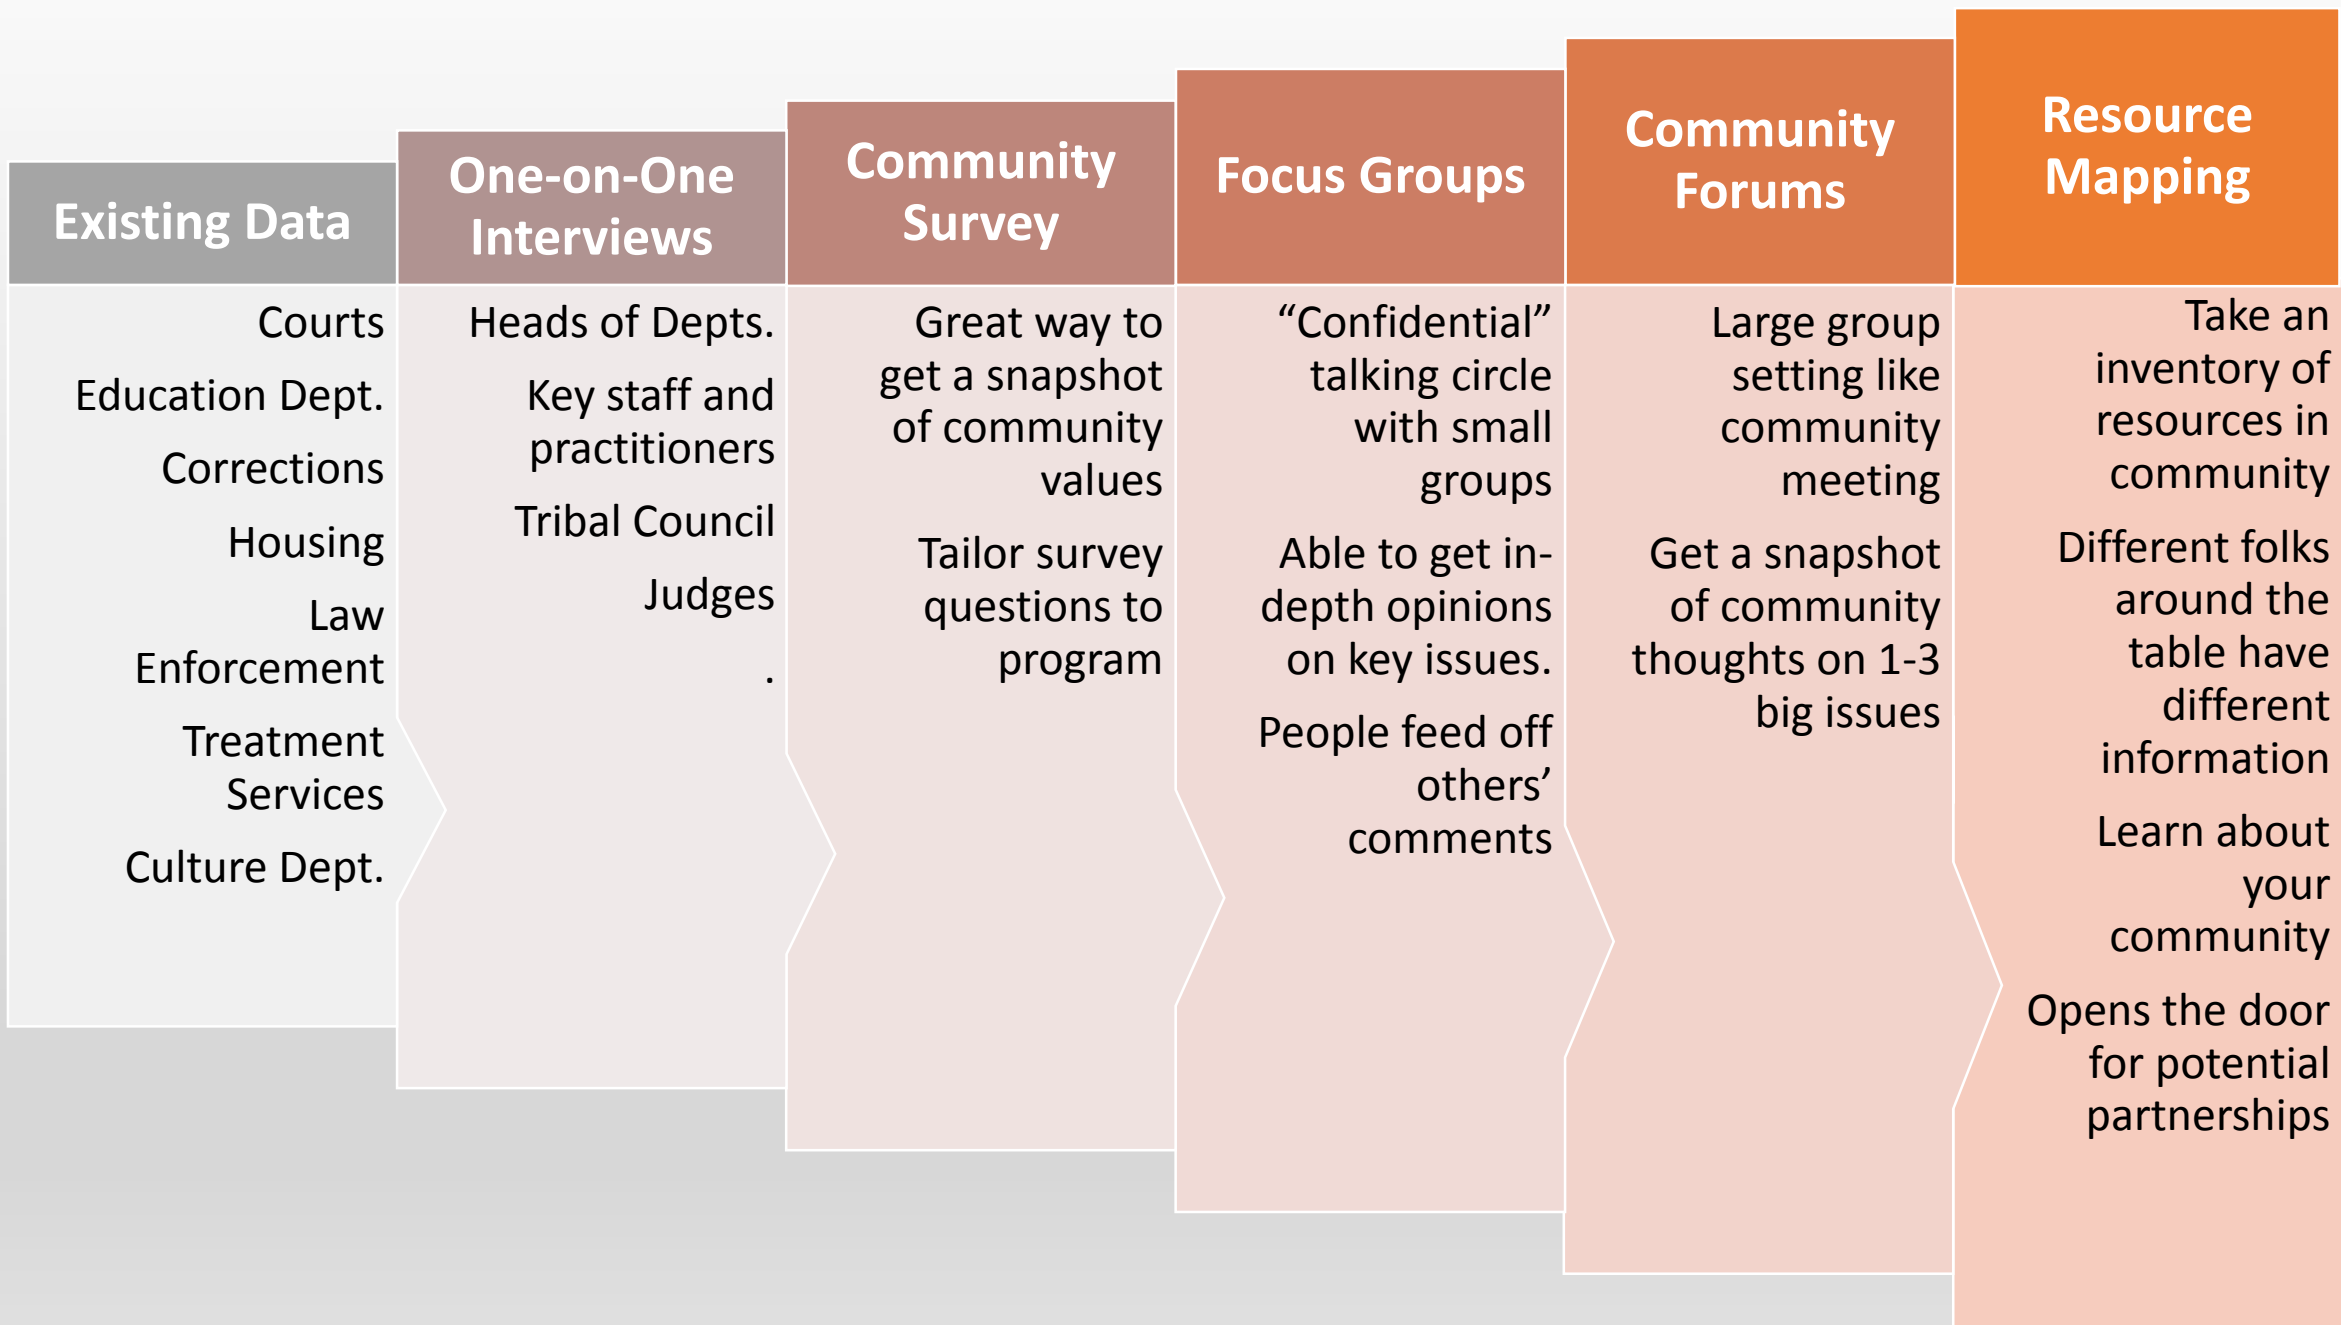 Existing Data
Courts
Education Dept.
Corrections
Housing
Law
Enforcement
Treatment
Services
Culture Dept.
One-on-One
Interviews
Heads of Depts.
Key staff and
practitioners
Tribal Council
Judges
.
Community
Survey
Great way to
get a snapshot
of community
values
Tailor survey
questions to
program
Focus Groups
“Confidential”
talking circle
with small
groups
Able to get in-
depth opinions
on key issues.
People feed off
others’
comments
Community
Forums
Large group
setting like
community
meeting
Get a snapshot
of community
thoughts on 1-3
big issues
Resource
Mapping
Take an
inventory of
resources in
community
Different folks
around the
table have
different
information
Learn about
your
community
Opens the door
for potential
partnerships